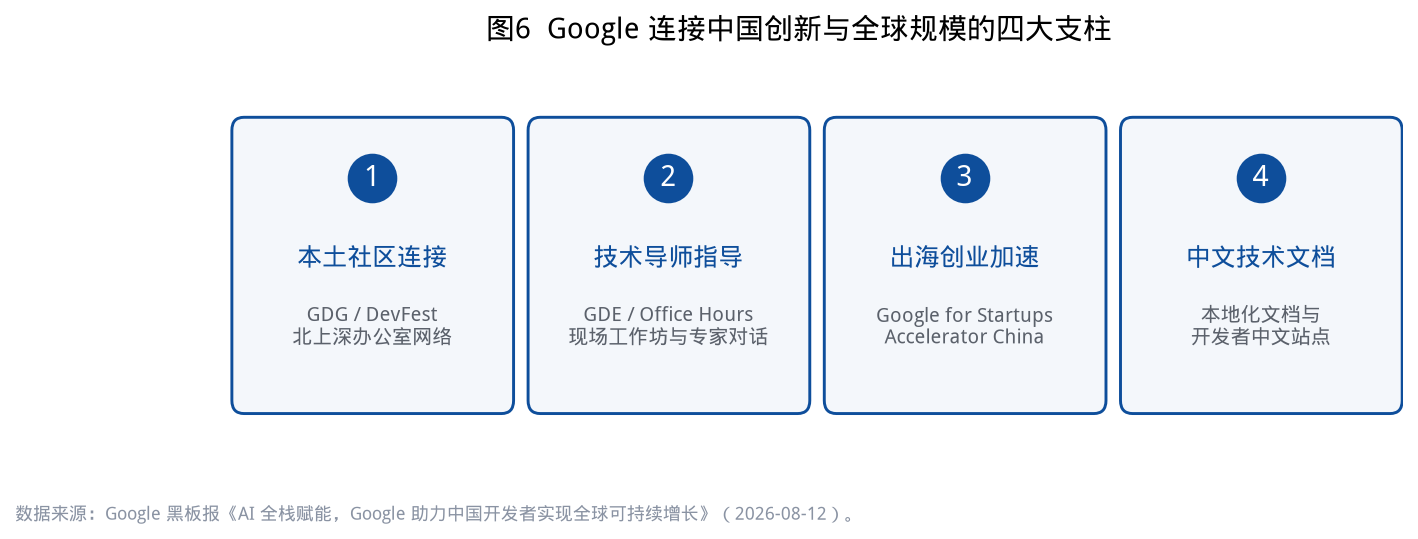 图6 Google 连接中国创新与全球规模的四大支柱
1
本土社区连接
GDG / DevFest
北上深办公室网络
2
技术导师指导
GDE / Office Hours
现场工作坊与专家对话
3
出海创业加速
Google for Startups
Accelerator China
4
中文技术文档
本地化文档与
开发者中文站点
数据来源：Google 黑板报《AI 全栈赋能，Google 助力中国开发者实现全球可持续增长》（2026-08-12）。